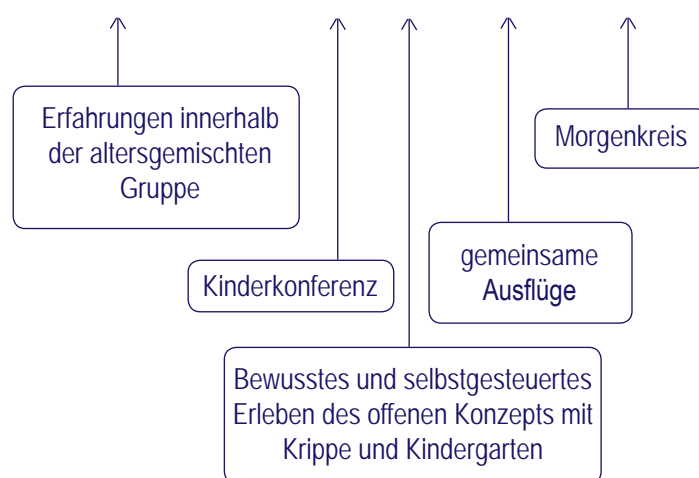 Erfahrungen innerhalb
der altersgemischten
Gruppe
Morgenkreis
Kinderkonferenz
gemeinsame
Ausflüge
Bewusstes und selbstgesteuertes
Erleben des offenen Konzepts mit
Krippe und Kindergarten